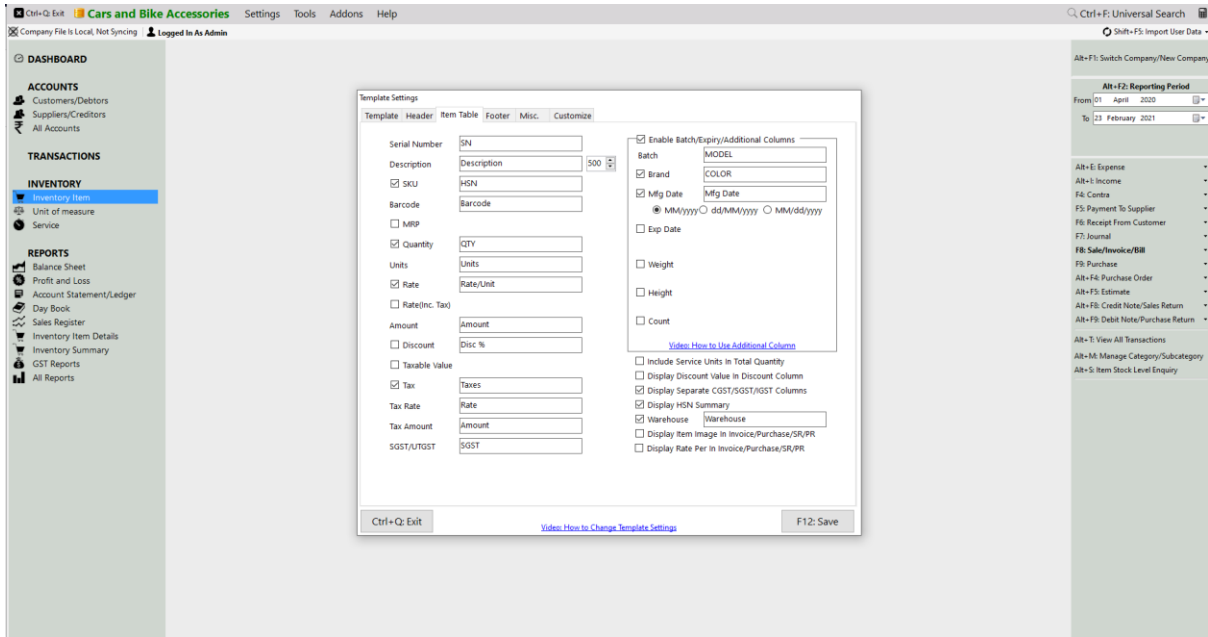 Ctrl+Q: Exit Cars and Bike Accessories Settings Tools Addons Help Ctrl+F: Universal Search
Company File Is Local, Not Syncing Logged In As Admin Shift+F5: Import User Data
DASHBOARD
ACCOUNTS
Customers/Debtors
Suppliers/Creditors
All Accounts
TRANSACTIONS
INVENTORY
Inventory Item
Unit of measure
Service
REPORTS
Balance Sheet
Profit and Loss
Account Statement/Ledger
Day Book
Sales Register
Inventory Item Details
Inventory Summary
GST Reports
All Reports
Template Settings
Template Header Item Table Footer Misc. Customize
Serial Number SN
Description Description 500
SKU HSN
Barcode Barcode
MRP
Quantity QTY
Units Units
Rate Rate/Unit
Rate(Inc. Tax)
Amount Amount
Discount Disc %
Taxable Value
Tax Taxes
Tax Rate Rate
Tax Amount Amount
SGST/UTGST SGST
Enable Batch/Expiry/Additional Columns
Batch MODEL
Brand COLOR
Mfg Date Mfg Date
MM/yyyy dd/MM/yyyy MM/dd/yyyy
Exp Date
Weight
Height
Count
Video: How to Use Additional Column
Include Service Units In Total Quantity
Display Discount Value In Discount Column
Display Separate CGST/SGST/IGST Columns
Display HSN Summary
Warehouse Warehouse
Display Item Image In Invoice/Purchase/SR/PR
Display Rate Per In Invoice/Purchase/SR/PR
Ctrl+Q: Exit Video: How to Change Template Settings F12: Save
Alt+F1: Switch Company/New Company
Alt+F2: Reporting Period
From 01 April 2020
To 23 February 2021
Alt+E: Expense
Alt+I: Income
F4: Contra
F5: Payment To Supplier
F6: Receipt From Customer
F7: Journal
F8: Sale/Invoice/Bill
F9: Purchase
Alt+F4: Purchase Order
Alt+F5: Estimate
Alt+F8: Credit Note/Sales Return
Alt+F9: Debit Note/Purchase Return
Alt+T: View All Transactions
Alt+M: Manage Category/Subcategory
Alt+S: Item Stock Level Enquiry